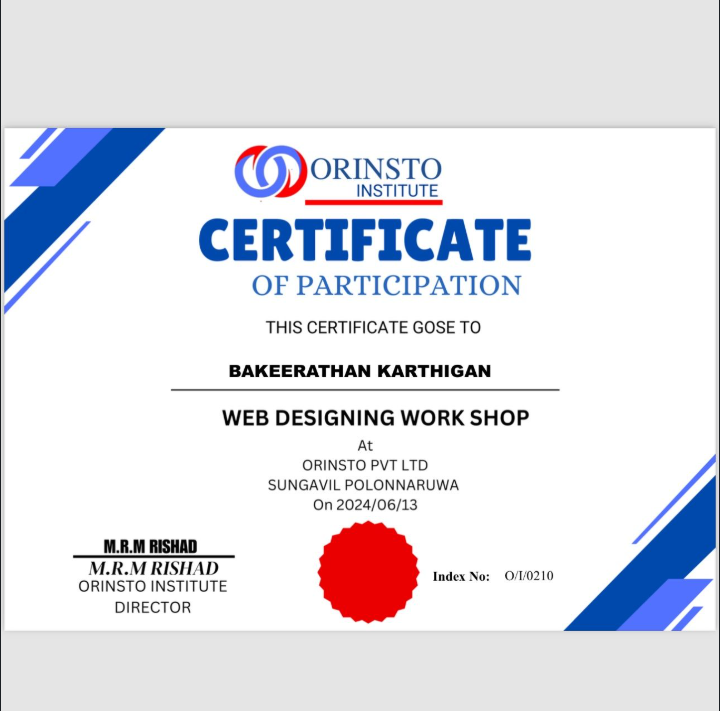 ORINSTO
INSTITUTE
CERTIFICATE
OF PARTICIPATION
THIS CERTIFICATE GOSE TO
BAKEERATHAN KARTHIGAN
WEB DESIGNING WORK SHOP
At
ORINSTO PVT LTD
SUNGAVIL POLONNARUWA
On 2024/06/13
M.R.M RISHAD
M.R.M RISHAD
ORINSTO INSTITUTE
DIRECTOR
Index No: O/I/0210